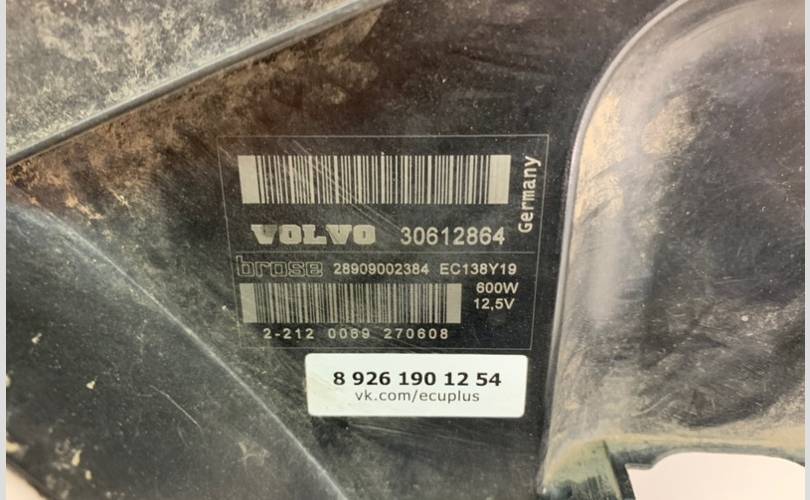 Germany
VOLVO 30612864
brose 28909002384 EC138Y19
600W
12,5V
2-212 0069 270608
8 926 190 12 54
vk.com/ecuplus